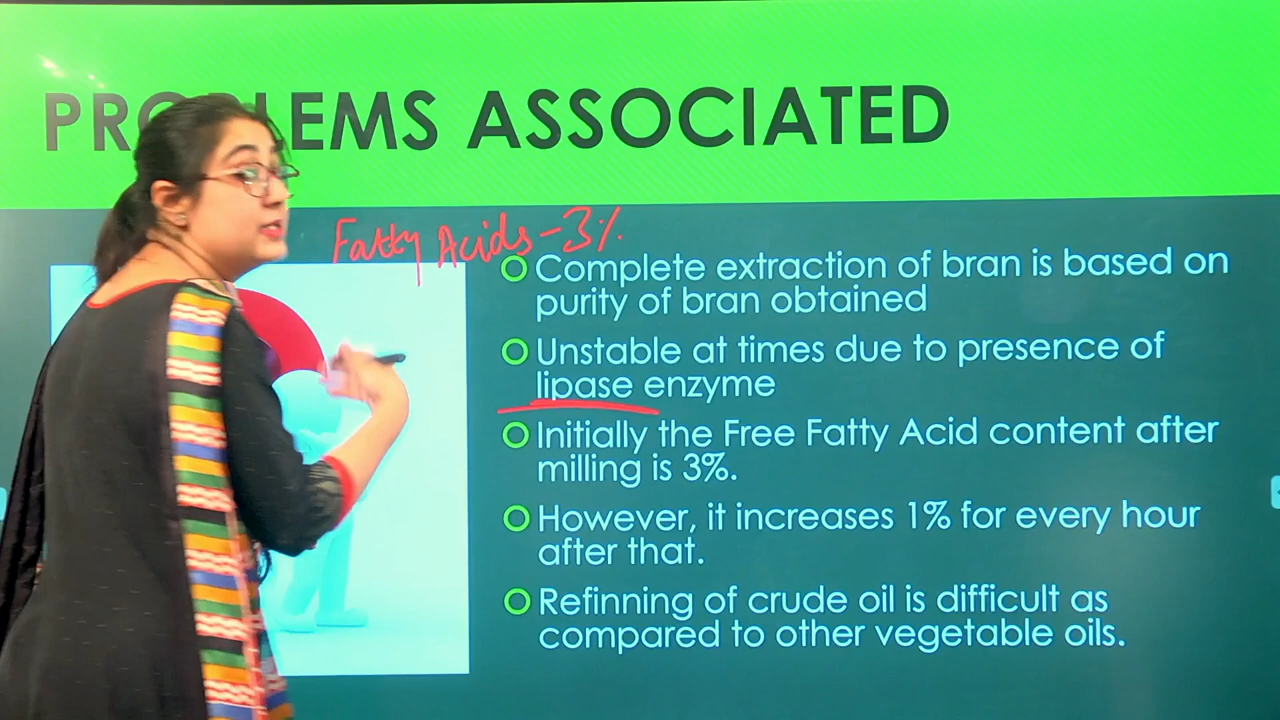 PROBLEMS ASSOCIATED
Fatty Acids - 3%
Complete extraction of bran is based on
purity of bran obtained
Unstable at times due to presence of
lipase enzyme
Initially the Free Fatty Acid content after
milling is 3%.
However, it increases 1% for every hour
after that.
Refinning of crude oil is difficult as
compared to other vegetable oils.